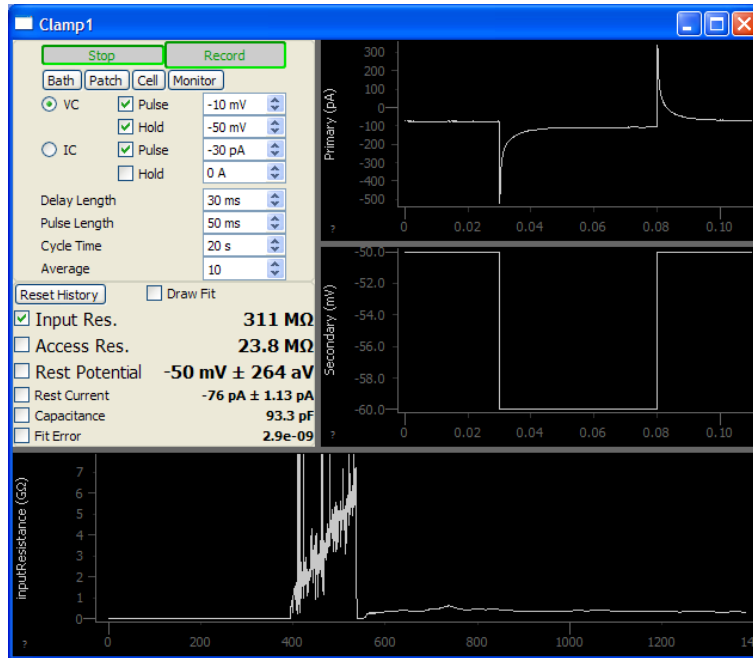 Clamp1
Stop Record
Bath Patch Cell Monitor
VC Pulse -10 mV
Hold -50 mV
IC Pulse -30 pA
Hold 0 A
Delay Length 30 ms
Pulse Length 50 ms
Cycle Time 20 s
Average 10
Reset History Draw Fit
Input Res. 311 MΩ
Access Res. 23.8 MΩ
Rest Potential -50 mV ± 264 aV
Rest Current -76 pA ± 1.13 pA
Capacitance 93.3 pF
Fit Error 2.9e-09
Primary (pA)
300
200
100
0
-100
-200
-300
-400
-500
?
0 0.02 0.04 0.06 0.08 0.10
Secondary (mV)
-50.0
-52.0
-54.0
-56.0
-58.0
-60.0
?
0 0.02 0.04 0.06 0.08 0.10
inputResistance (GΩ)
7
6
5
4
3
2
1
0
?
0 200 400 600 800 1000 1200 14